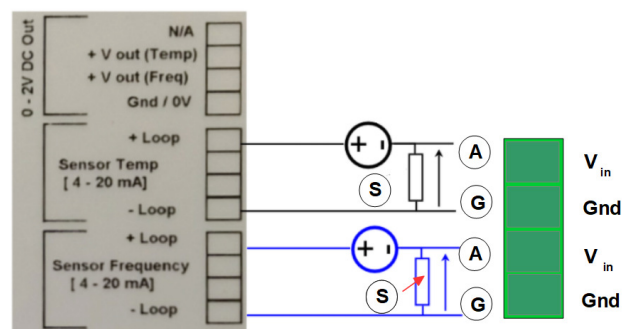 0 - 2V DC Out
N/A
+ V out (Temp)
+ V out (Freq)
Gnd / 0V
+ Loop
Sensor Temp
[ 4 - 20 mA]
- Loop
+ Loop
Sensor Frequency
[ 4 - 20 mA]
- Loop
+ -
S
A
G
+ -
S
A
G
V in
Gnd
V in
Gnd